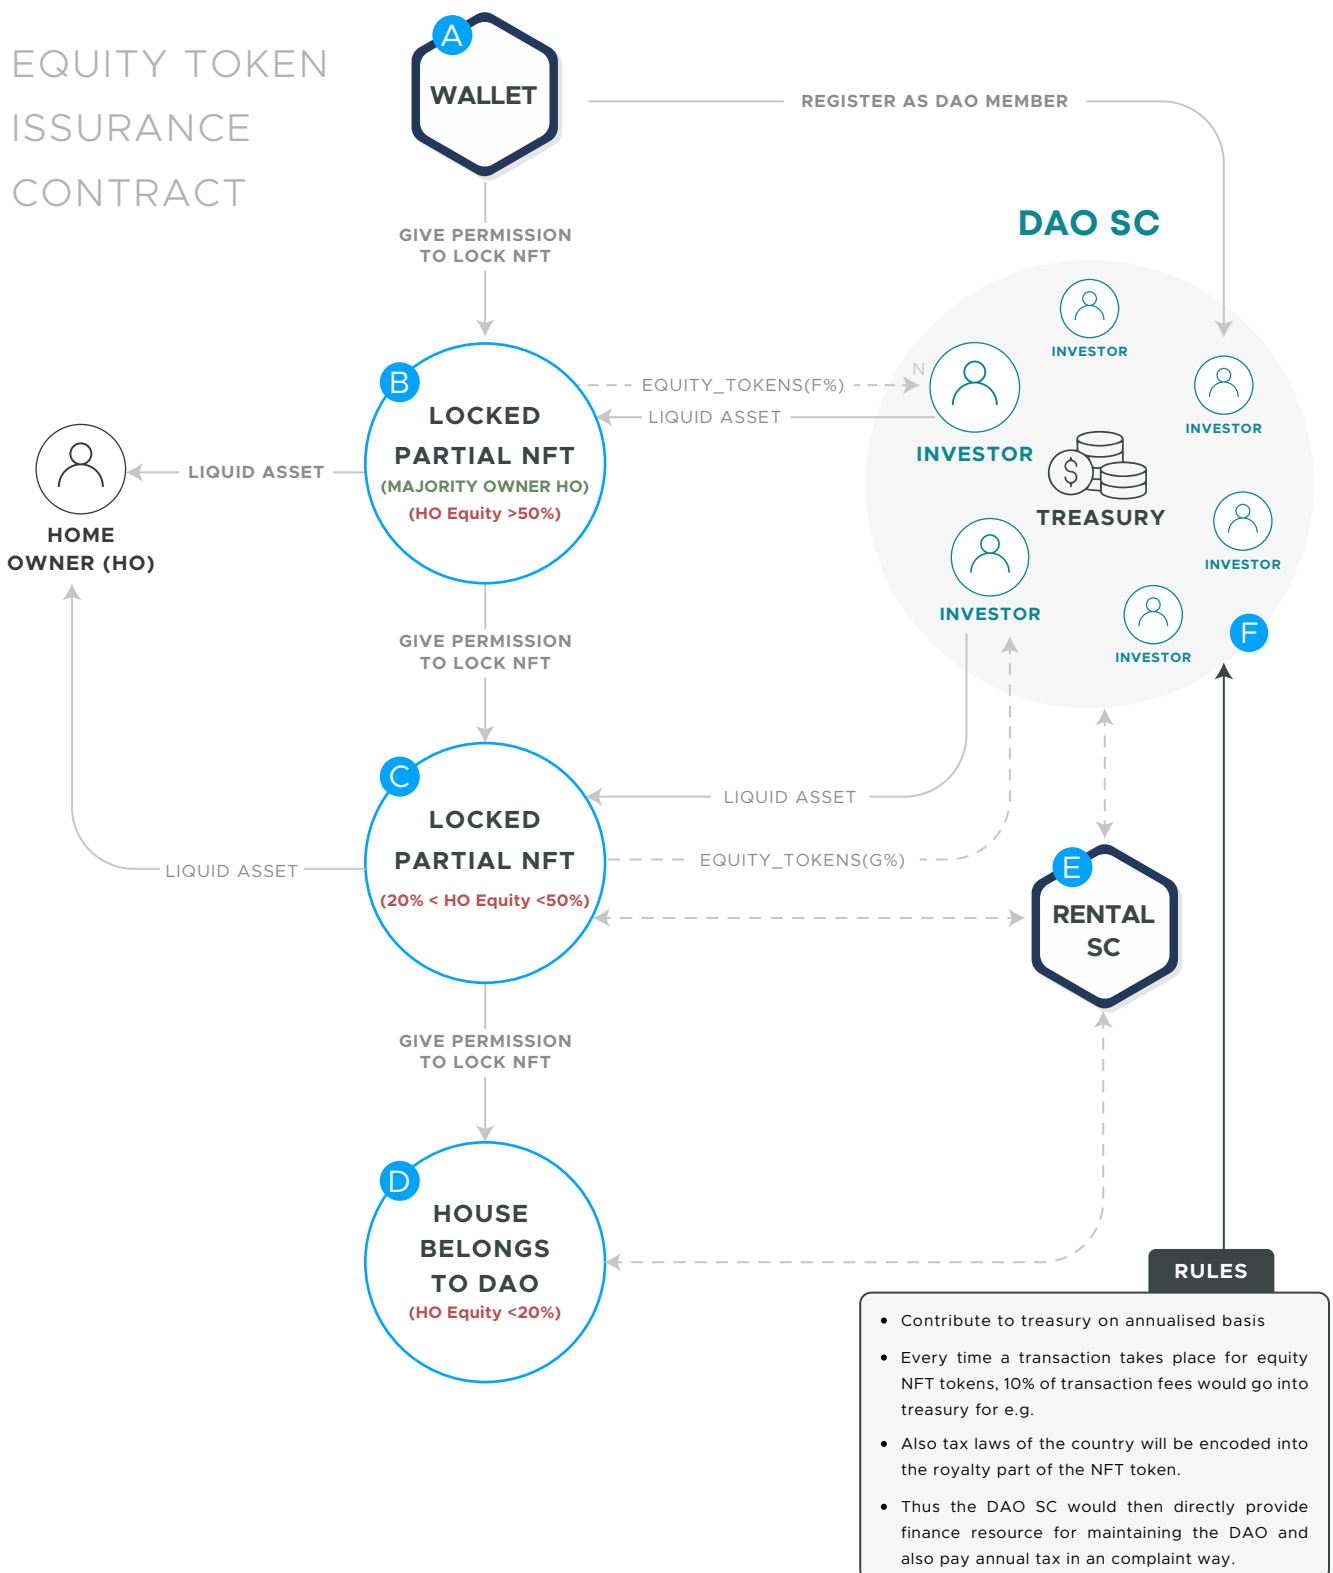 EQUITY TOKEN
ISSURANCE
CONTRACT
A
WALLET
REGISTER AS DAO MEMBER
GIVE PERMISSION
TO LOCK NFT
DAO SC
INVESTOR
INVESTOR
N
INVESTOR
TREASURY
$
INVESTOR
INVESTOR
INVESTOR
F
B
LOCKED
PARTIAL NFT
(MAJORITY OWNER HO)
(HO Equity >50%)
EQUITY_TOKENS(F%)
LIQUID ASSET
LIQUID ASSET
HOME
OWNER (HO)
GIVE PERMISSION
TO LOCK NFT
C
LOCKED
PARTIAL NFT
(20% < HO Equity <50%)
LIQUID ASSET
EQUITY_TOKENS(G%)
LIQUID ASSET
E
RENTAL
SC
GIVE PERMISSION
TO LOCK NFT
D
HOUSE
BELONGS
TO DAO
(HO Equity <20%)
RULES
• Contribute to treasury on annualised basis
• Every time a transaction takes place for equity
NFT tokens, 10% of transaction fees would go into
treasury for e.g.
• Also tax laws of the country will be encoded into
the royalty part of the NFT token.
• Thus the DAO SC would then directly provide
finance resource for maintaining the DAO and
also pay annual tax in an complaint way.